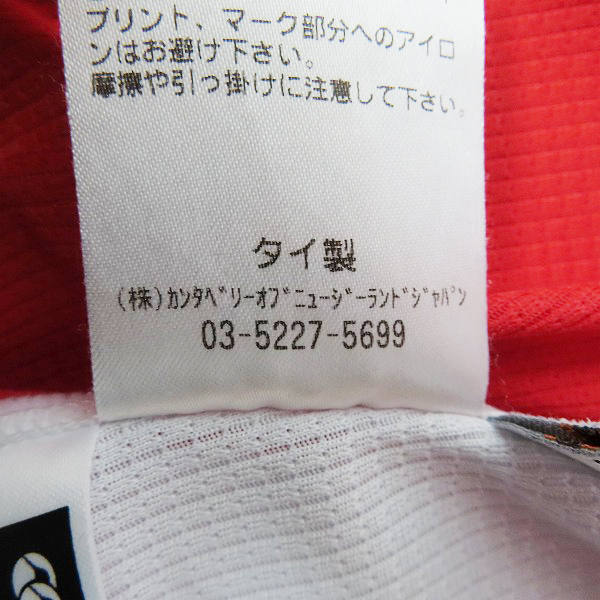 プリント、マーク部分へのアイロ
ンはお避け下さい。
摩擦や引っ掛けに注意して下さい。
タイ製
(株)ｶﾝﾀﾍﾞﾘｰｵﾌﾞﾆｭｰｼﾞｰﾗﾝﾄﾞｼﾞｬﾊﾟﾝ
03-5227-5699